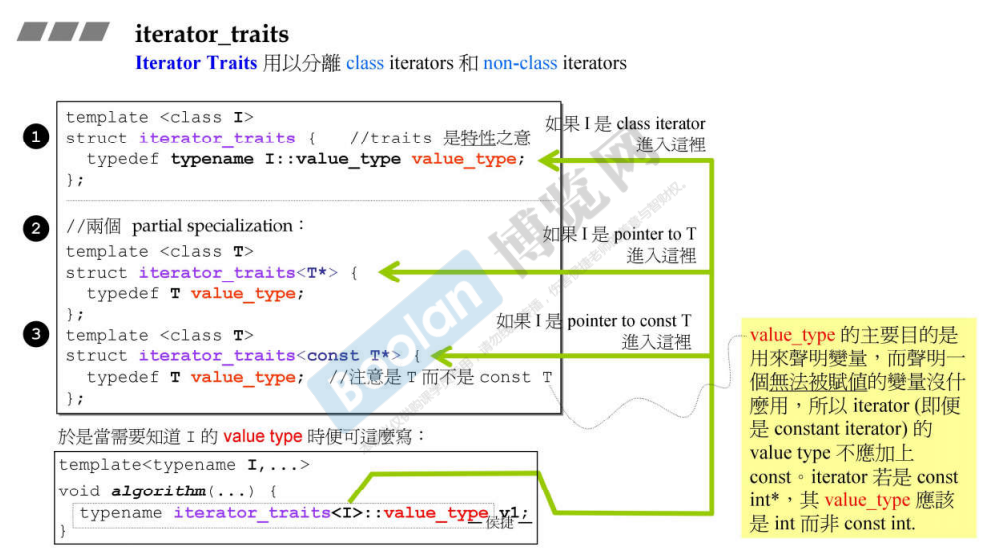 iterator_traits
Iterator Traits 用以分離 class iterators 和 non-class iterators
1
template <class I>
struct iterator_traits { //traits 是特性之意
typedef typename I::value_type value_type;
};
如果 I 是 class iterator
進入這裡
2
//兩個 partial specialization：
template <class T>
struct iterator_traits<T*> {
typedef T value_type;
};
如果 I 是 pointer to T
進入這裡
3
template <class T>
struct iterator_traits<const T*> {
typedef T value_type; //注意是 T 而不是 const T
};
如果 I 是 pointer to const T
進入這裡
value_type 的主要目的是
用來聲明變量，而聲明一
個無法被賦值的變量沒什
麼用，所以 iterator (即便
是 constant iterator) 的
value type 不應加上
const。iterator 若是 const
int*，其 value_type 應該
是 int 而非 const int.
於是當需要知道 I 的 value type 時便可這麼寫：
template<typename I,...>
void algorithm(...) {
typename iterator_traits<I>::value_type v1;
}
侯捷
Boolan
博览网